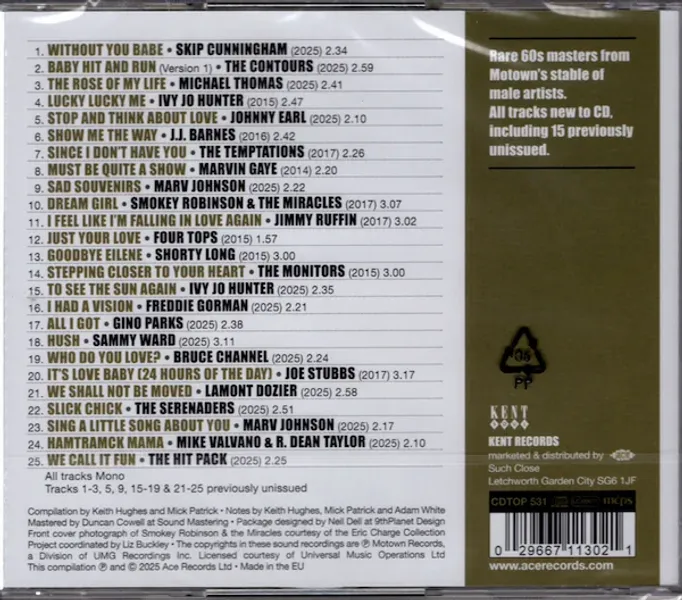 1. WITHOUT YOU BABE • SKIP CUNNINGHAM (2025) 2.34
2. BABY HIT AND RUN (Version 1) • THE CONTOURS (2025) 2.59
3. THE ROSE OF MY LIFE • MICHAEL THOMAS (2025) 2.41
4. LUCKY LUCKY ME • IVY JO HUNTER (2015) 2.47
5. STOP AND THINK ABOUT LOVE • JOHNNY EARL (2025) 2.10
6. SHOW ME THE WAY • J.J. BARNES (2016) 2.42
7. SINCE I DON'T HAVE YOU • THE TEMPTATIONS (2017) 2.26
8. MUST BE QUITE A SHOW • MARVIN GAYE (2014) 2.20
9. SAD SOUVENIRS • MARV JOHNSON (2025) 2.22
10. DREAM GIRL • SMOKEY ROBINSON & THE MIRACLES (2017) 3.07
11. I FEEL LIKE I'M FALLING IN LOVE AGAIN • JIMMY RUFFIN (2017) 3.02
12. JUST YOUR LOVE • FOUR TOPS (2015) 1.57
13. GOODBYE EILENE • SHORTY LONG (2015) 3.00
14. STEPPING CLOSER TO YOUR HEART • THE MONITORS (2015) 3.00
15. TO SEE THE SUN AGAIN • IVY JO HUNTER (2025) 2.35
16. I HAD A VISION • FREDDIE GORMAN (2025) 2.21
17. ALL I GOT • GINO PARKS (2025) 2.38
18. HUSH • SAMMY WARD (2025) 3.11
19. WHO DO YOU LOVE? • BRUCE CHANNEL (2025) 2.24
20. IT'S LOVE BABY (24 HOURS OF THE DAY) • JOE STUBBS (2017) 3.17
21. WE SHALL NOT BE MOVED • LAMONT DOZIER (2025) 2.58
22. SLICK CHICK • THE SERENADERS (2025) 2.51
23. SING A LITTLE SONG ABOUT YOU • MARV JOHNSON (2025) 2.17
24. HAMTRAMCK MAMA • MIKE VALVANO & R. DEAN TAYLOR (2025) 2.10
25. WE CALL IT FUN • THE HIT PACK (2025) 2.25
All tracks Mono
Tracks 1-3, 5, 9, 15-19 & 21-25 previously unissued
Compilation by Keith Hughes and Mick Patrick • Notes by Keith Hughes, Mick Patrick and Adam White
Mastered by Duncan Cowell at Sound Mastering • Package designed by Neil Dell at 9thPlanet Design
Front cover photograph of Smokey Robinson & the Miracles courtesy of the Eric Charge Collection
Project coordinated by Liz Buckley • The copyrights in these sound recordings are ℗ Motown Records,
a Division of UMG Recordings Inc. Licensed courtesy of Universal Music Operations Ltd
This compilation ℗ and © 2025 Ace Records Ltd • Made in the EU
Rare 60s masters from
Motown's stable of
male artists.
All tracks new to CD,
including 15 previously
unissued.
PP
KENT
KENT RECORDS
marketed & distributed by
Such Close
Letchworth Garden City SG6 1JF
CDTOP 531 mcps
0 29667 11302 1
www.acerecords.com